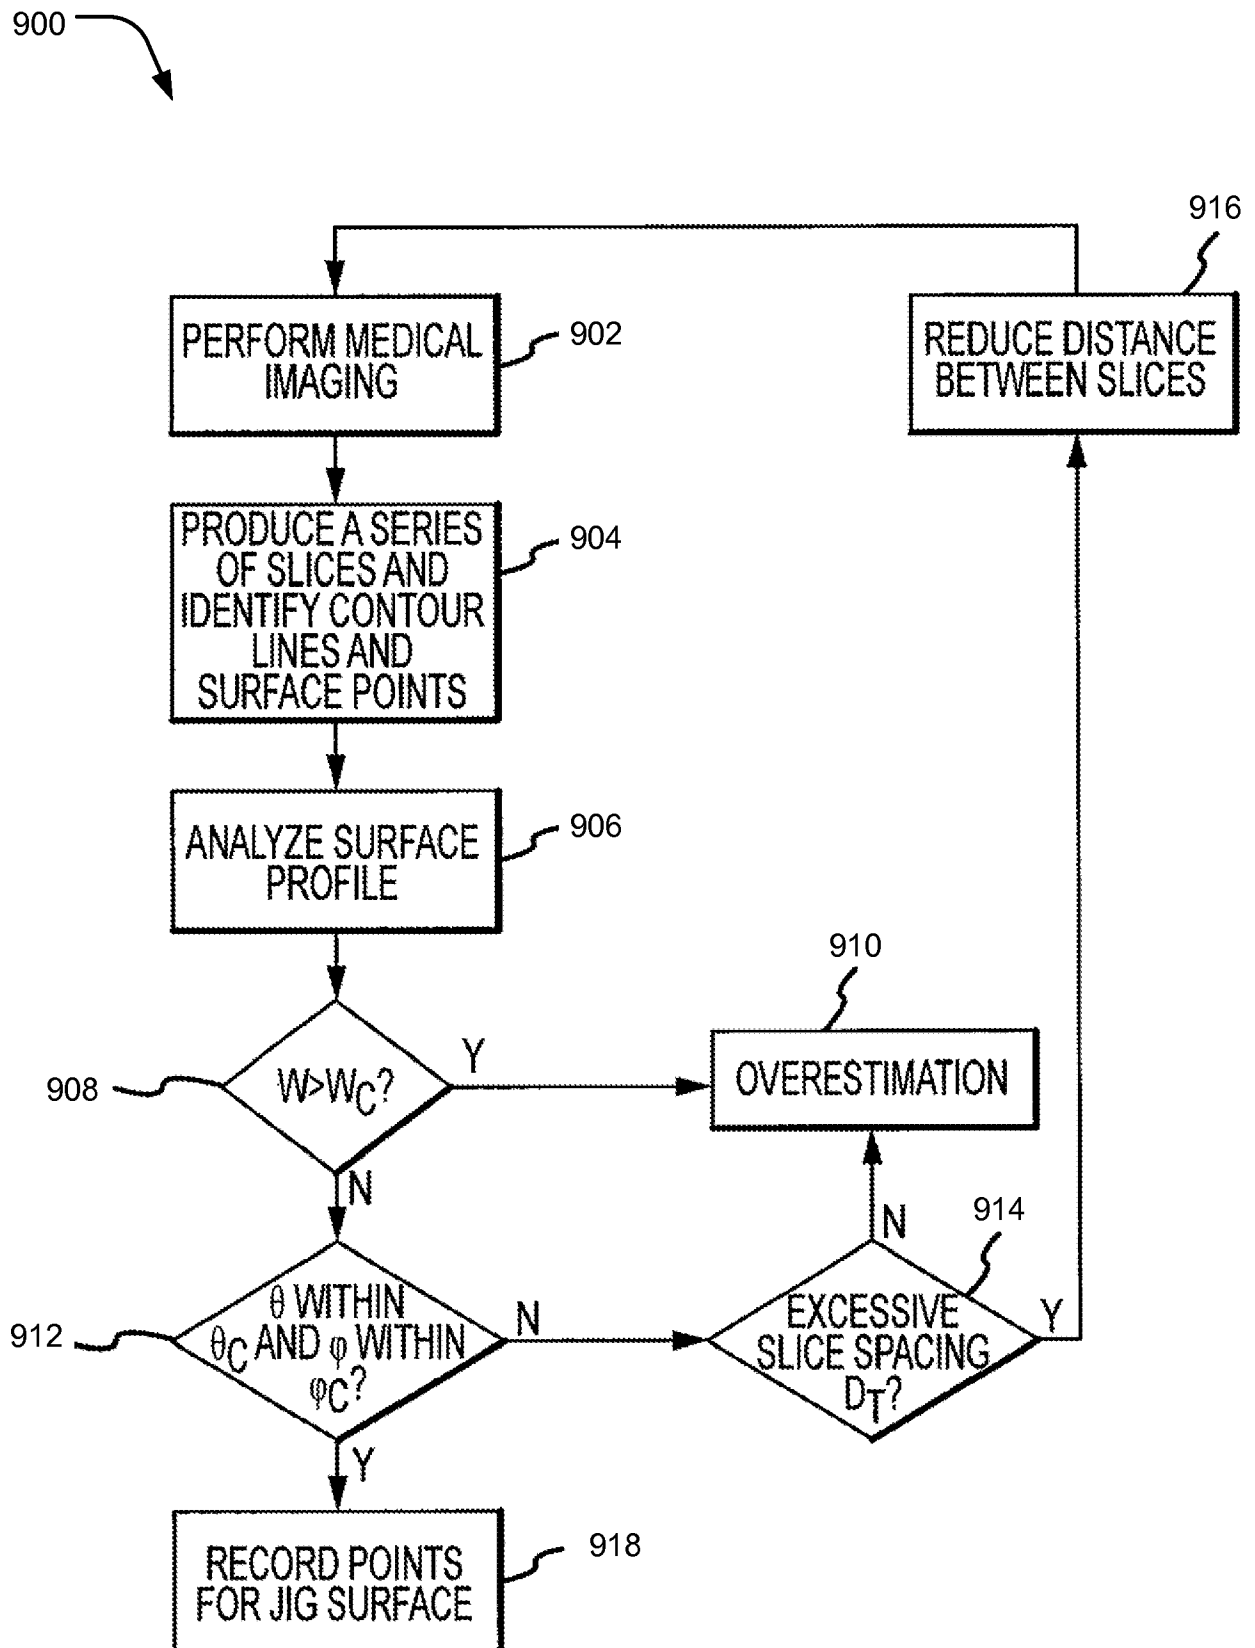 900
916
PERFORM MEDICAL
IMAGING
902
REDUCE DISTANCE
BETWEEN SLICES
PRODUCE A SERIES
OF SLICES AND
IDENTIFY CONTOUR
LINES AND
SURFACE POINTS
904
ANALYZE SURFACE
PROFILE
906
910
OVERESTIMATION
908
W>WC?
Y
N
914
N
912
θ WITHIN
θC AND φ WITHIN
φC?
N
EXCESSIVE
SLICE SPACING
DT?
Y
Y
RECORD POINTS
FOR JIG SURFACE
918